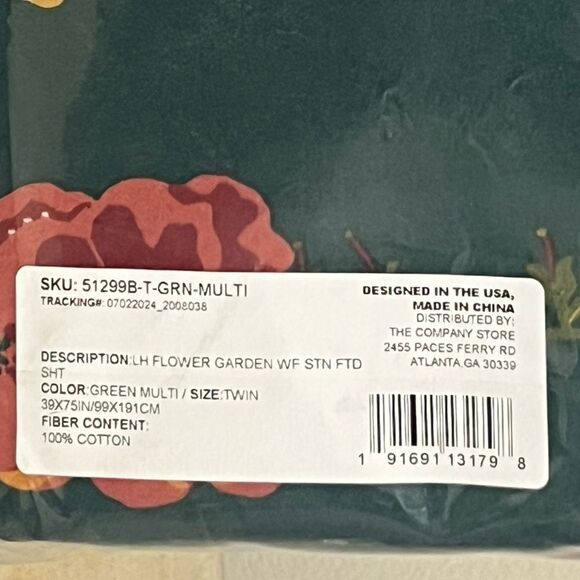 SKU: 51299B-T-GRN-MULTI
TRACKING#: 07022024_2008038
DESIGNED IN THE USA,
MADE IN CHINA
DISTRIBUTED BY:
THE COMPANY STORE
2455 PACES FERRY RD
ATLANTA,GA 30339
DESCRIPTION:LH FLOWER GARDEN WF STN FTD
SHT
COLOR:GREEN MULTI / SIZE:TWIN
39X75IN/99X191CM
FIBER CONTENT:
100% COTTON
1 91691 13179 8